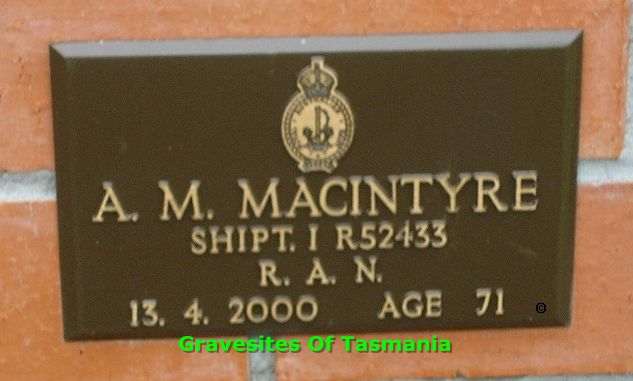 A. M. MACINTYRE
SHIPT. I R52433
R. A. N.
13. 4. 2000 AGE 71
©
Gravesites Of Tasmania